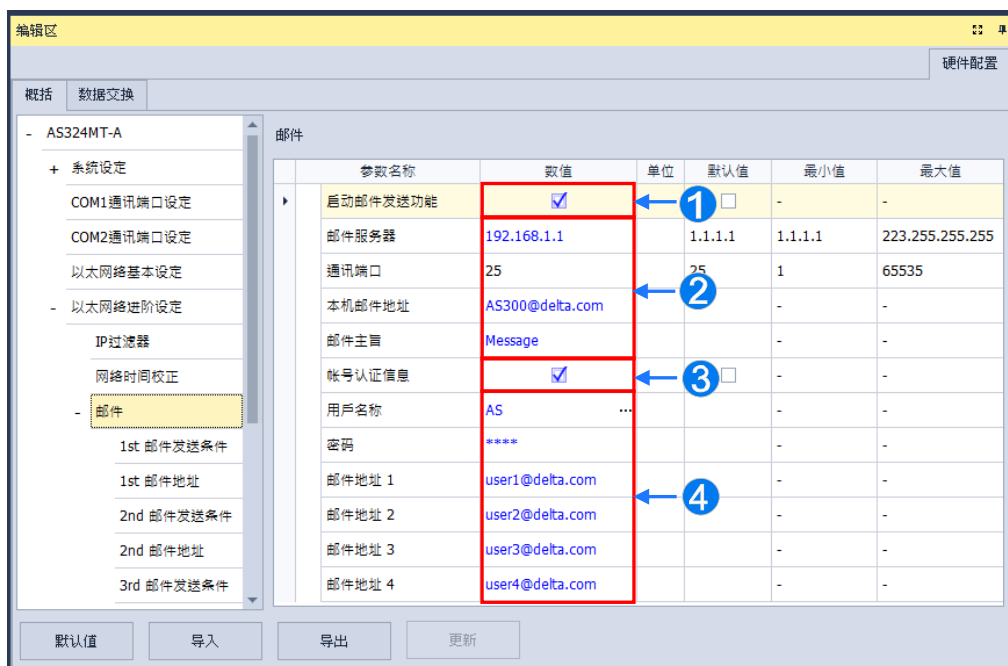 编辑区
硬件配置
概括 数据交换
- AS324MT-A
+ 系统设定
COM1通讯端口设定
COM2通讯端口设定
以太网络基本设定
- 以太网络进阶设定
IP过滤器
网络时间校正
- 邮件
1st 邮件发送条件
1st 邮件地址
2nd 邮件发送条件
2nd 邮件地址
3rd 邮件发送条件
邮件
参数名称 数值 单位 默认值 最小值 最大值
启动邮件发送功能 1 - -
邮件服务器 192.168.1.1 1.1.1.1 1.1.1.1 223.255.255.255
通讯端口 25 25 1 65535
2
本机邮件地址 AS300@delta.com - -
邮件主旨 Message - -
帐号认证信息 3 - -
用戶名称 AS ... - -
密码 **** - -
邮件地址 1 user1@delta.com - -
4
邮件地址 2 user2@delta.com - -
邮件地址 3 user3@delta.com - -
邮件地址 4 user4@delta.com - -
默认值 导入 导出 更新